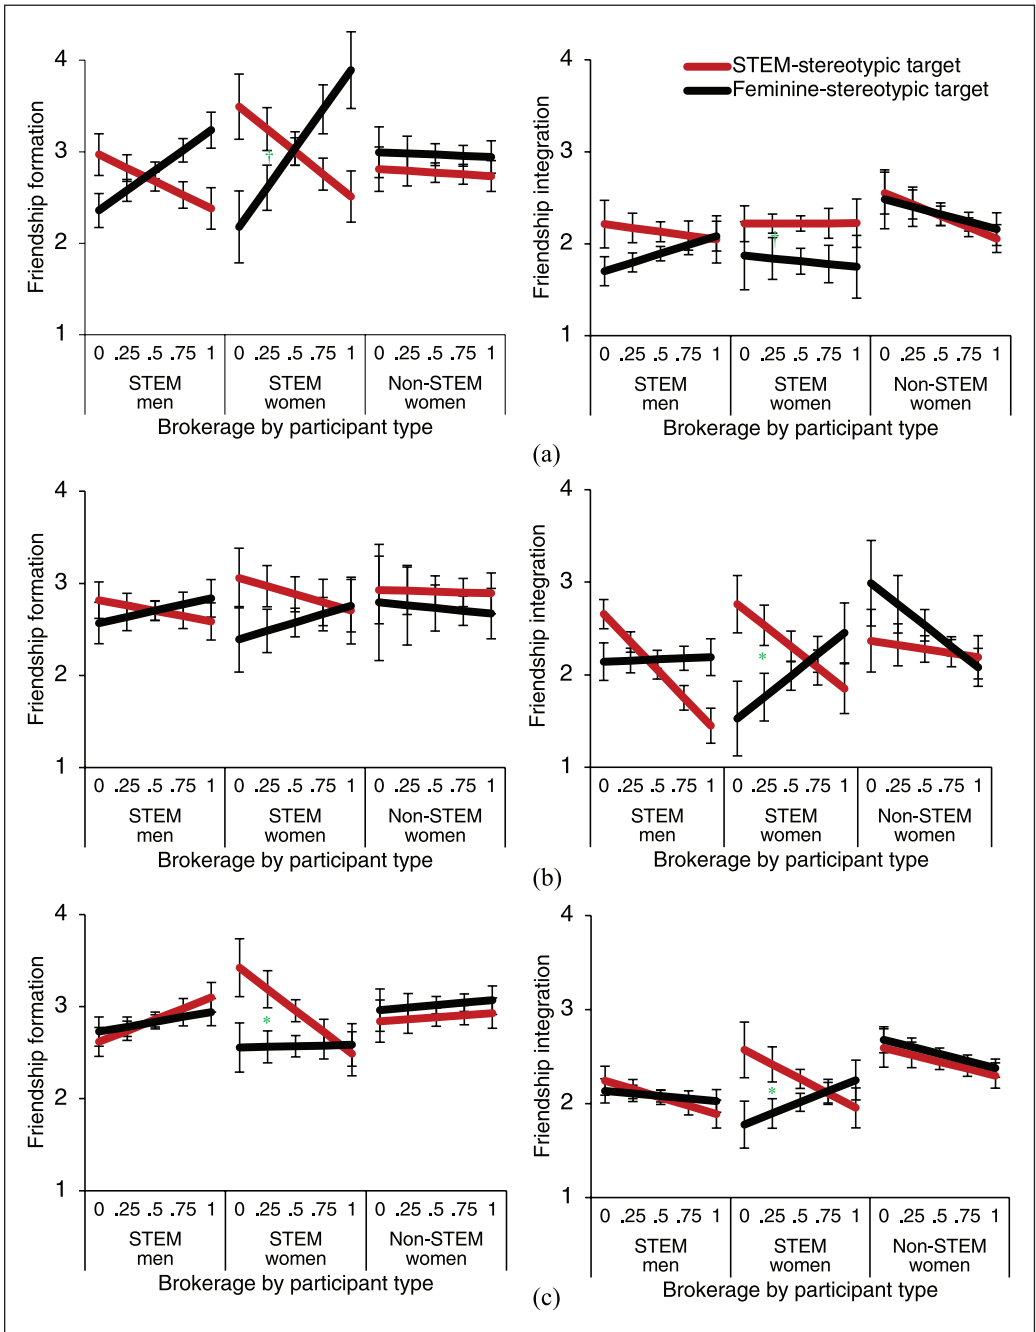 4
3
2
1
Friendship formation
0 .25 .5 .75 1 0 .25 .5 .75 1 0 .25 .5 .75 1
STEM men STEM women Non-STEM women
Brokerage by participant type
STEM-stereotypic target
Feminine-stereotypic target
4
3
2
1
Friendship integration
†
†
0 .25 .5 .75 1 0 .25 .5 .75 1 0 .25 .5 .75 1
STEM men STEM women Non-STEM women
Brokerage by participant type
(a)
4
3
2
1
Friendship formation
0 .25 .5 .75 1 0 .25 .5 .75 1 0 .25 .5 .75 1
STEM men STEM women Non-STEM women
Brokerage by participant type
4
3
2
1
Friendship integration
*
0 .25 .5 .75 1 0 .25 .5 .75 1 0 .25 .5 .75 1
STEM men STEM women Non-STEM women
Brokerage by participant type
(b)
4
3
2
1
Friendship formation
*
0 .25 .5 .75 1 0 .25 .5 .75 1 0 .25 .5 .75 1
STEM men STEM women Non-STEM women
Brokerage by participant type
4
3
2
1
Friendship integration
*
0 .25 .5 .75 1 0 .25 .5 .75 1 0 .25 .5 .75 1
STEM men STEM women Non-STEM women
Brokerage by participant type
(c)